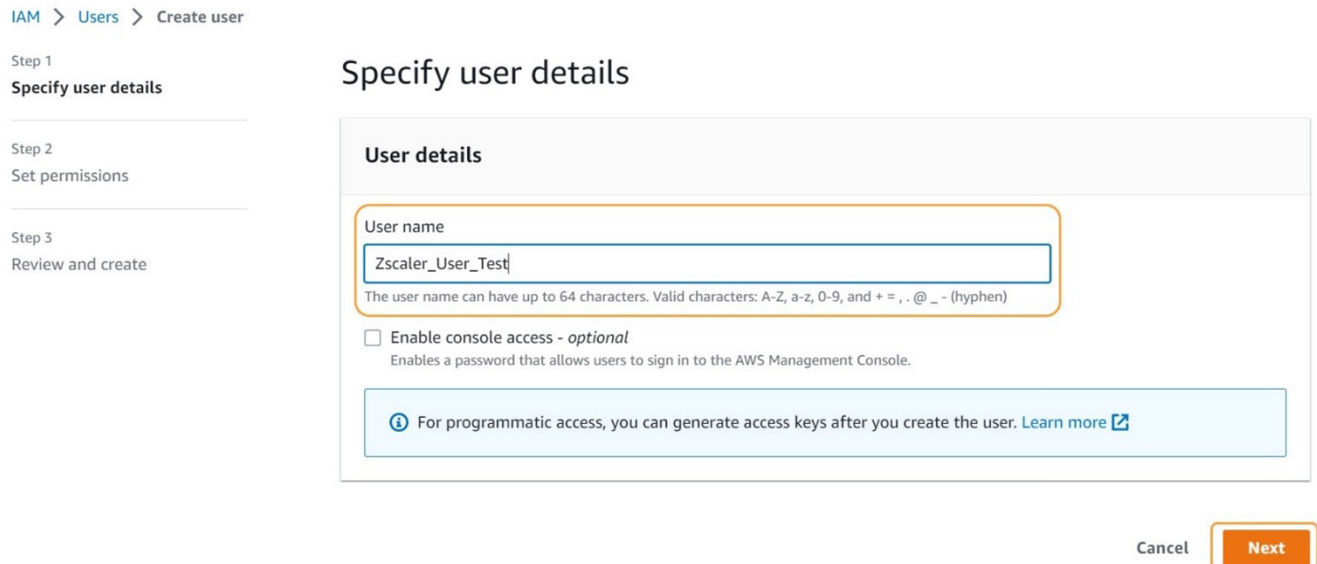 IAM > Users > Create user
Step 1
Specify user details
Step 2
Set permissions
Step 3
Review and create
Specify user details
User details
User name
Zscaler_User_Test
The user name can have up to 64 characters. Valid characters: A-Z, a-z, 0-9, and + = , . @ _ - (hyphen)
Enable console access - optional
Enables a password that allows users to sign in to the AWS Management Console.
For programmatic access, you can generate access keys after you create the user. Learn more
Cancel
Next